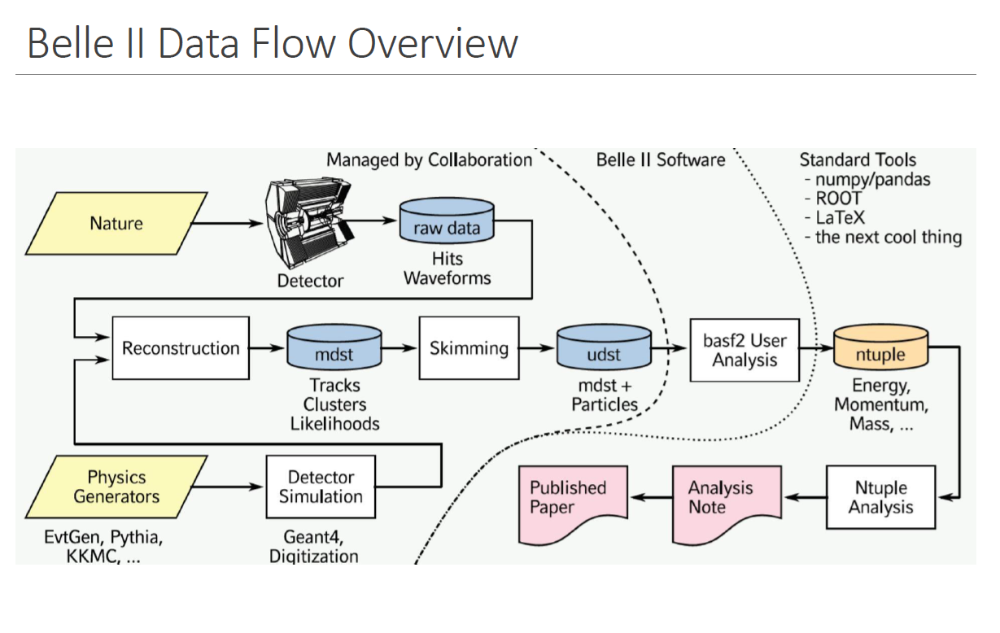 Belle II Data Flow Overview
Managed by Collaboration
Belle II Software
Standard Tools
- numpy/pandas
- ROOT
- LaTeX
- the next cool thing
Nature
Detector
raw data
Hits
Waveforms
Reconstruction
mdst
Tracks
Clusters
Likelihoods
Skimming
udst
mdst +
Particles
basf2 User
Analysis
ntuple
Energy,
Momentum,
Mass, ...
Physics
Generators
EvtGen, Pythia,
KKMC, ...
Detector
Simulation
Geant4,
Digitization
Published
Paper
Analysis
Note
Ntuple
Analysis